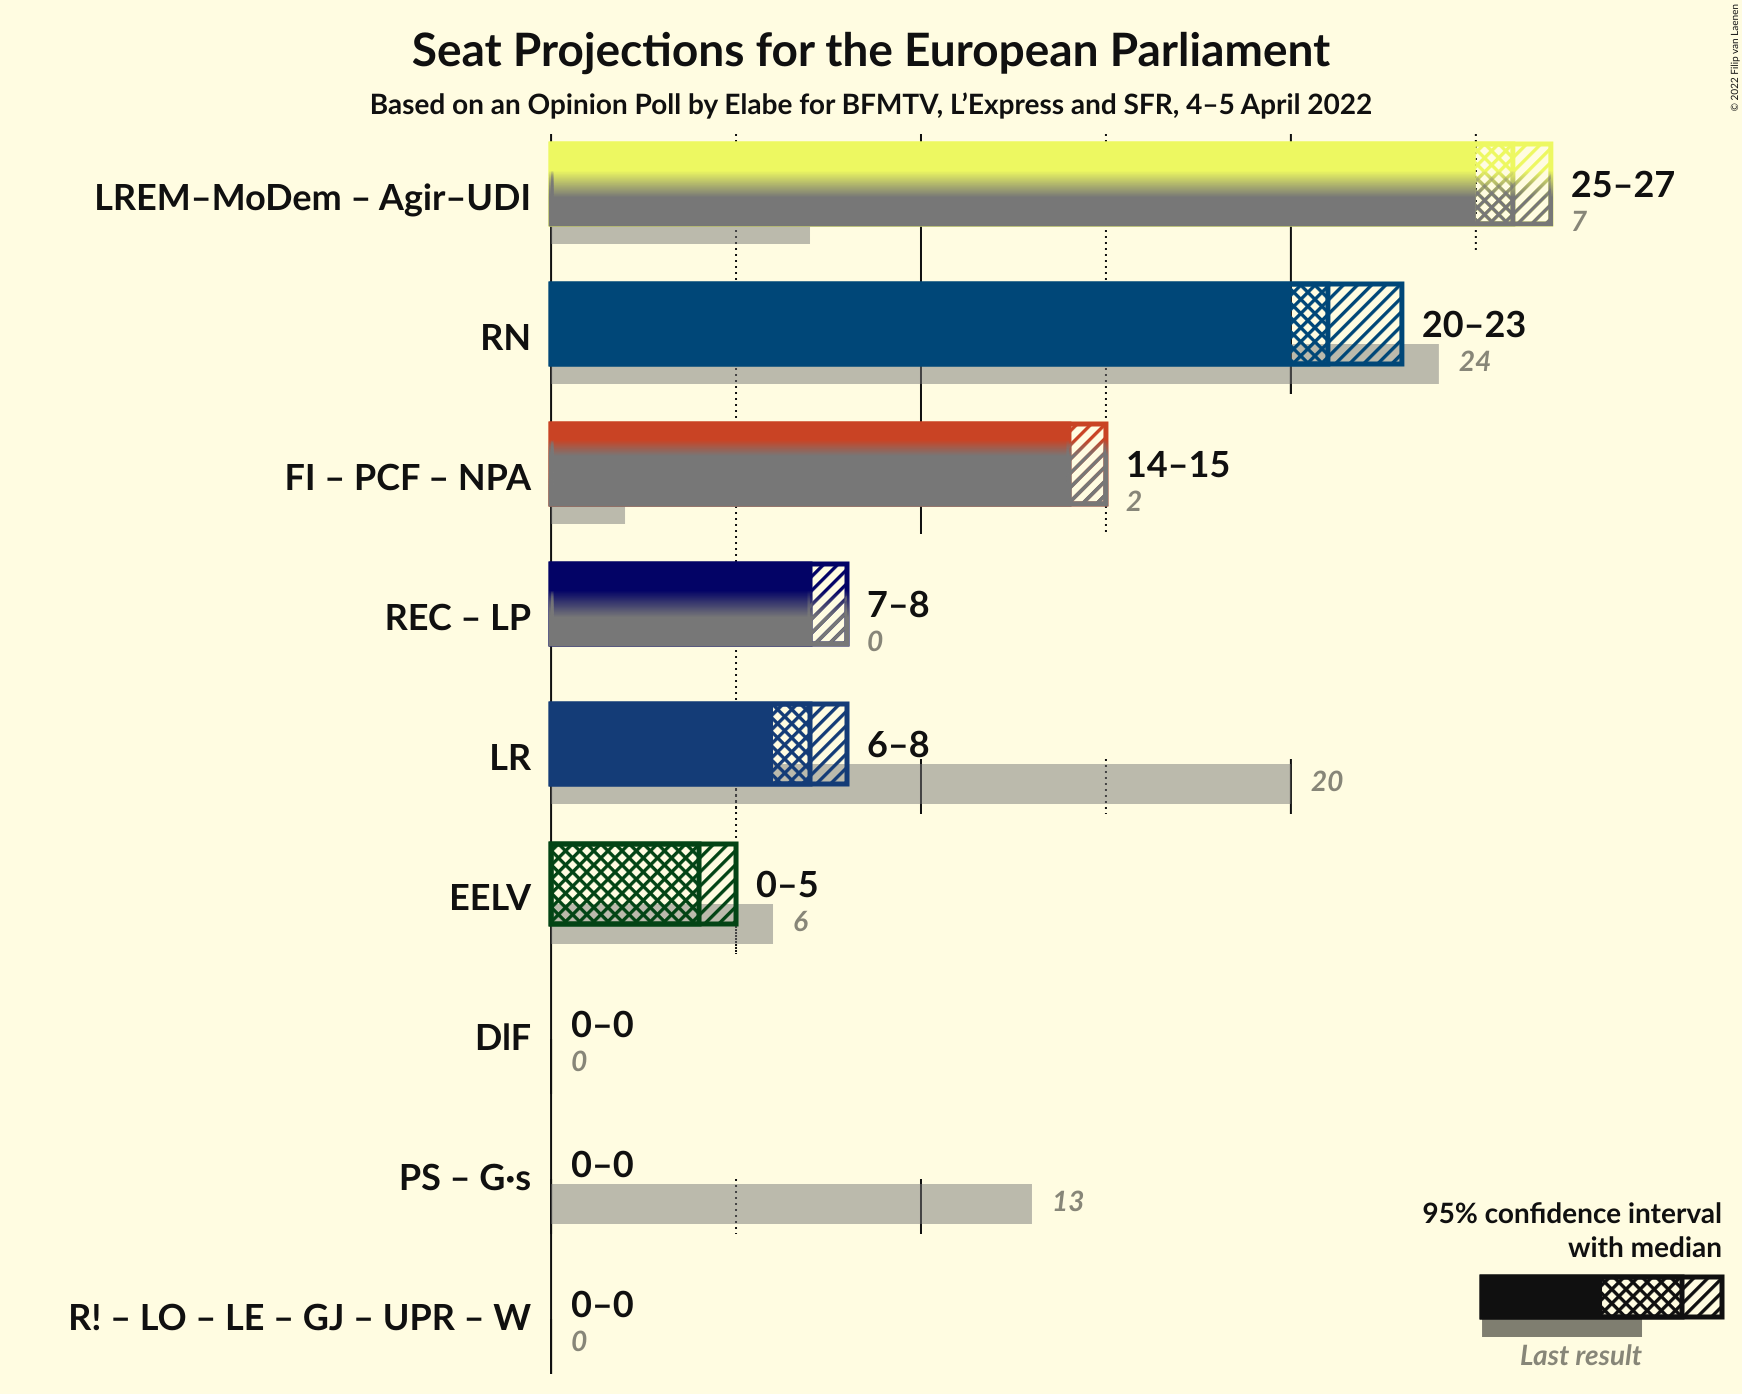 Seat Projections for the European Parliament
Based on an Opinion Poll by Elabe for BFMTV, L’Express and SFR, 4–5 April 2022
© 2022 Filip van Laenen
LREM–MoDem – Agir–UDI
25–27
7
RN
20–23
24
FI – PCF – NPA
14–15
2
REC – LP
7–8
0
LR
6–8
20
EELV
0–5
6
DlF
0–0
0
PS – G·s
0–0
13
R! – LO – LE – GJ – UPR – W
0–0
0
95% confidence interval
with median
Last result